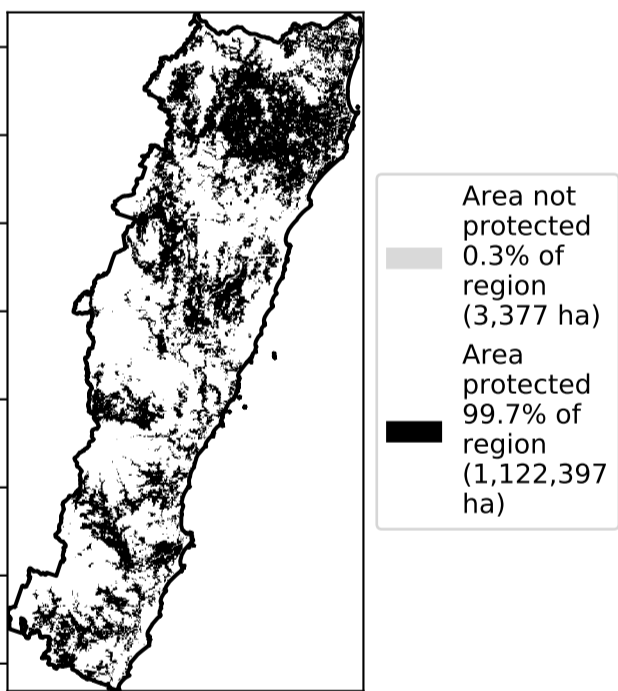 Area not
protected
0.3% of
region
(3,377 ha)
Area
protected
99.7% of
region
(1,122,397
ha)